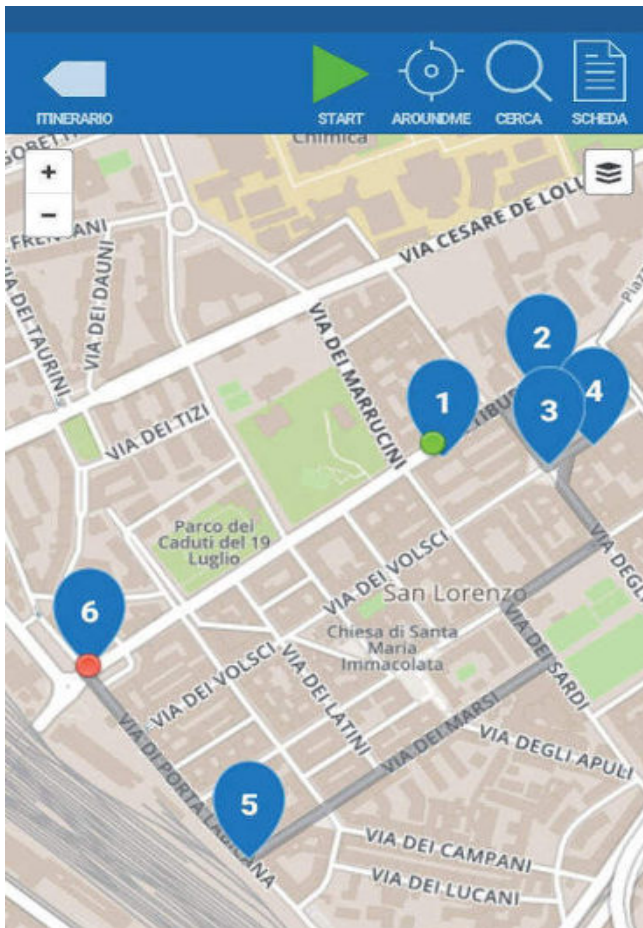 ITINERARIO
START
AROUNDME
CERCA
SCHEDA
Chimica
+
−
VIA CESARE DE LOLL
VIA DEI DAUNI
VIA DEI TAURINI
VIA DEI MARRUCINI
2
1
3
4
VIA DEI TIZI
Parco dei
Caduti del 19
Luglio
VIA DEI VOLSCI
San Lorenzo
VIA DEGL
6
Chiesa di Santa
Maria
Immacolata
VIA DEI SARDI
VIA DEI VOLSCI
VIA DEI LATINI
VIA DEI MARSI
VIA DEGLI APULI
VIA DI PORTA
5
VIA DEI CAMPANI
VIA DEI LUCANI